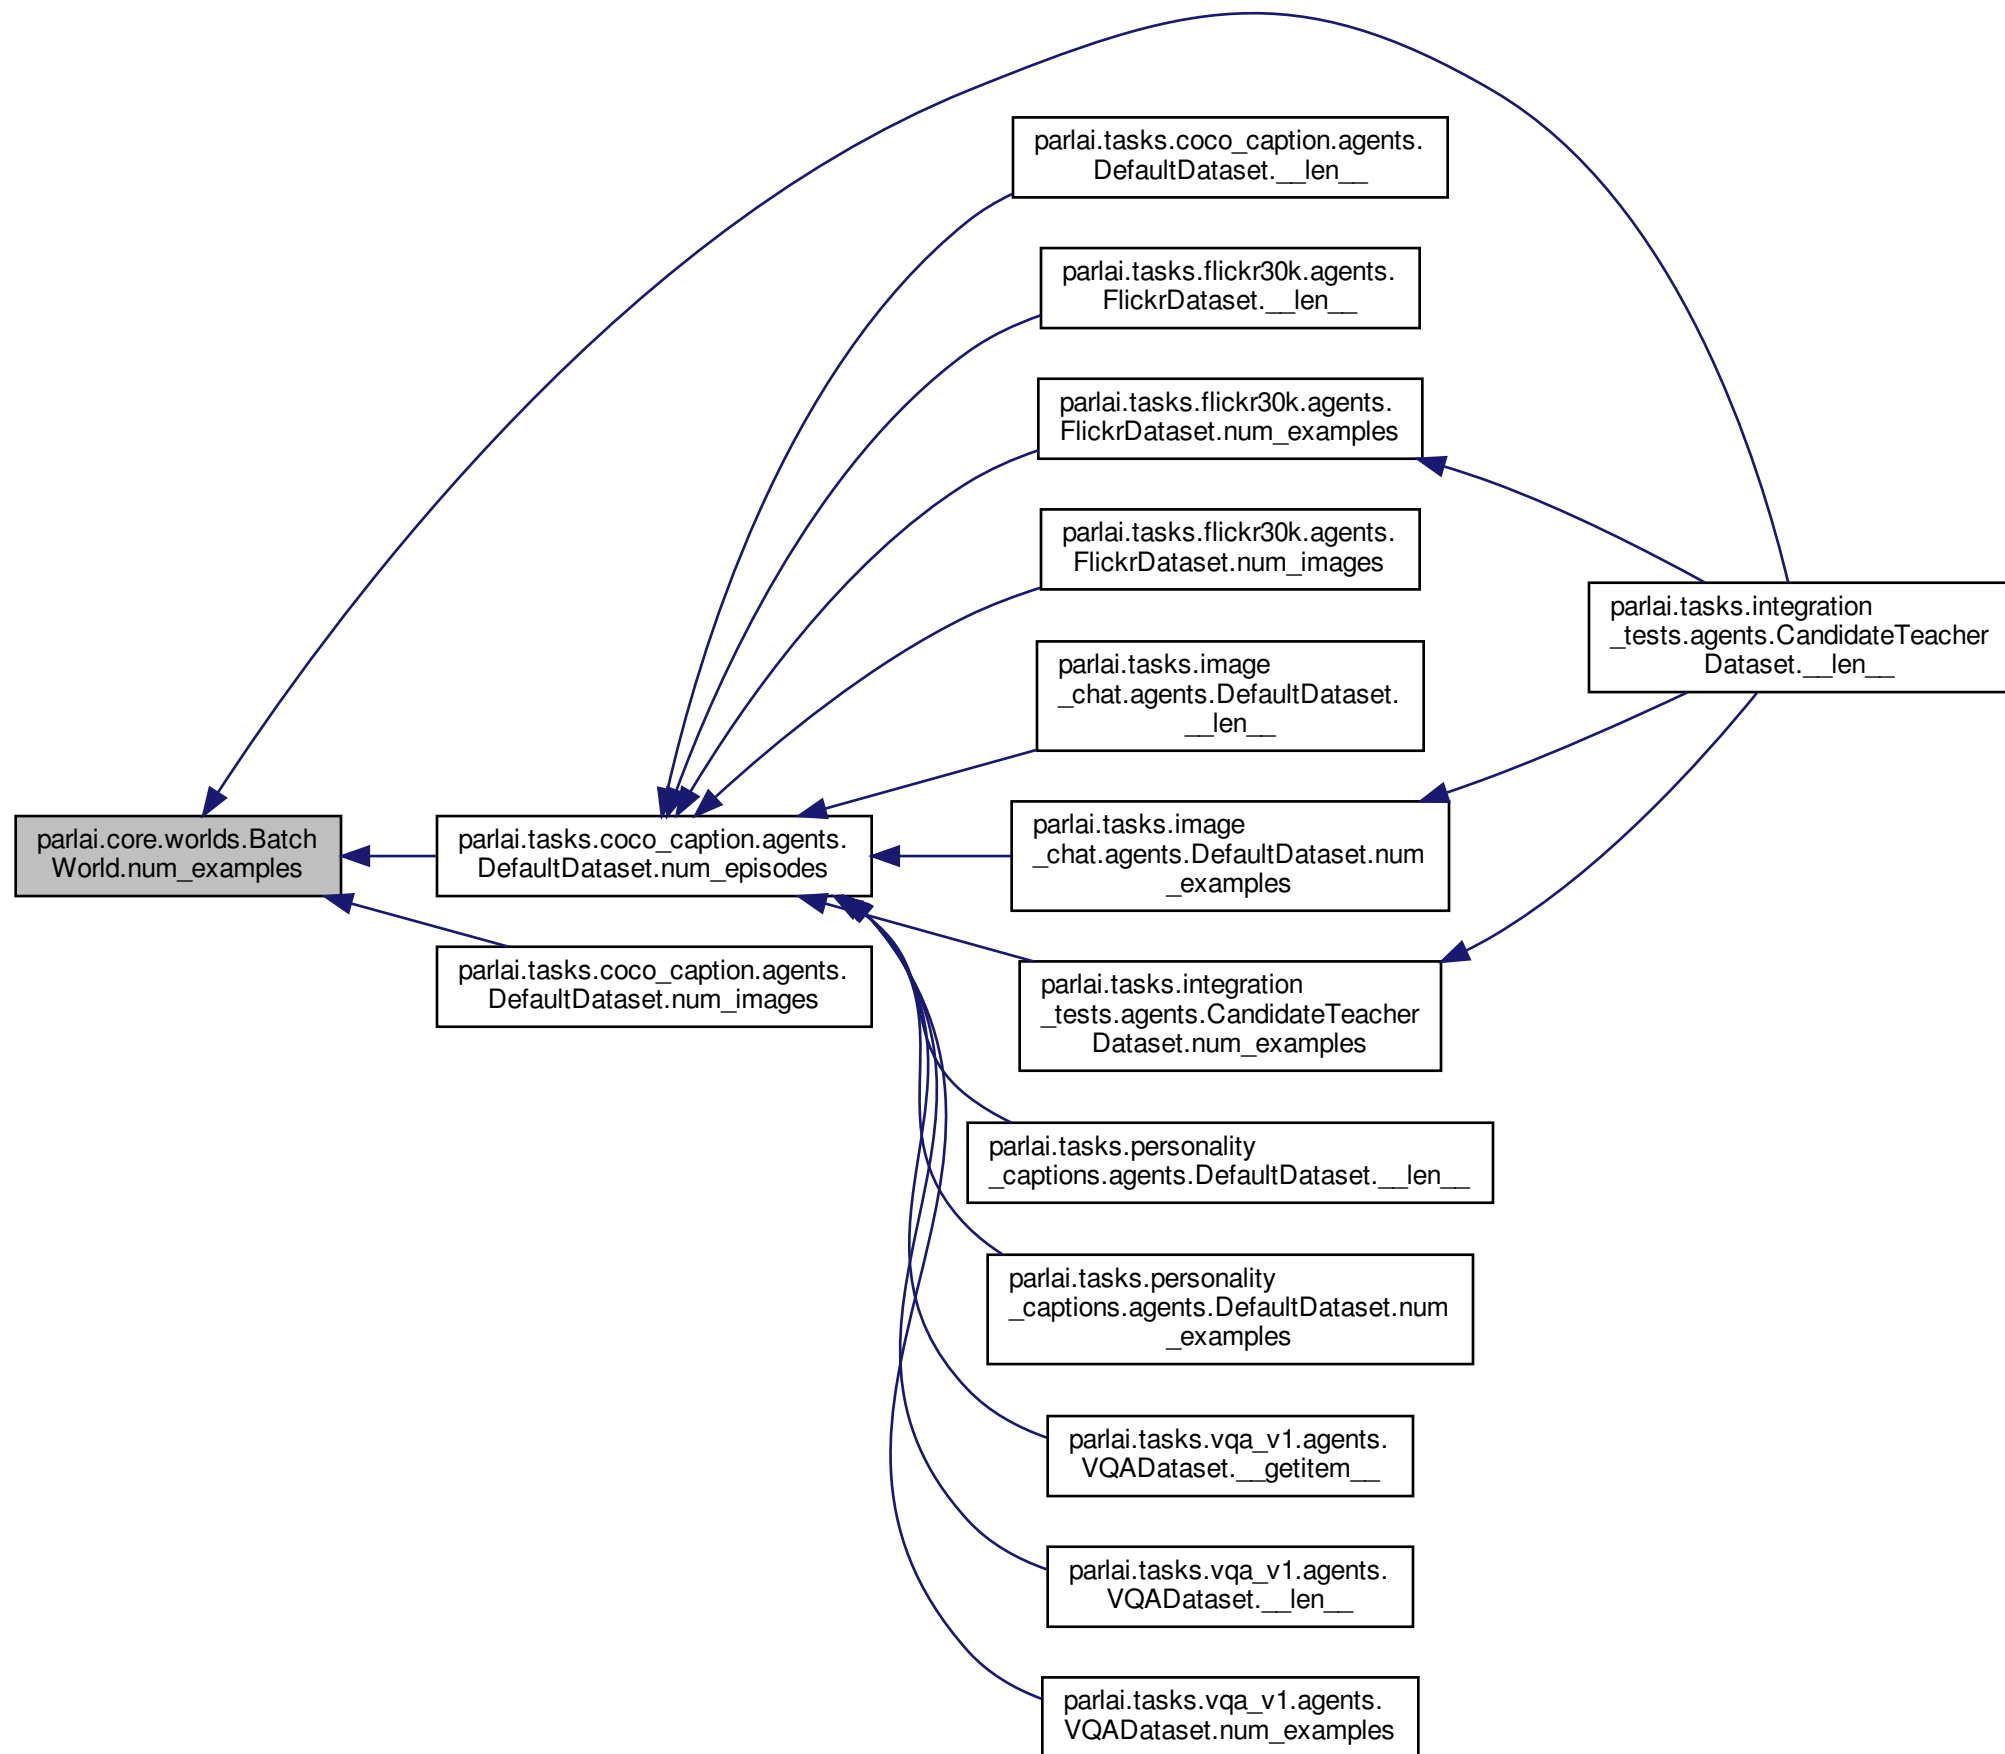 parlai.core.worlds.Batch
World.num_examples
parlai.tasks.coco_caption.agents.
DefaultDataset.num_episodes
parlai.tasks.coco_caption.agents.
DefaultDataset.num_images
parlai.tasks.coco_caption.agents.
DefaultDataset.__len__
parlai.tasks.flickr30k.agents.
FlickrDataset.__len__
parlai.tasks.flickr30k.agents.
FlickrDataset.num_examples
parlai.tasks.flickr30k.agents.
FlickrDataset.num_images
parlai.tasks.image
_chat.agents.DefaultDataset.
__len__
parlai.tasks.image
_chat.agents.DefaultDataset.num
_examples
parlai.tasks.integration
_tests.agents.CandidateTeacher
Dataset.num_examples
parlai.tasks.personality
_captions.agents.DefaultDataset.__len__
parlai.tasks.personality
_captions.agents.DefaultDataset.num
_examples
parlai.tasks.vqa_v1.agents.
VQADataset.__getitem__
parlai.tasks.vqa_v1.agents.
VQADataset.__len__
parlai.tasks.vqa_v1.agents.
VQADataset.num_examples
parlai.tasks.integration
_tests.agents.CandidateTeacher
Dataset.__len__